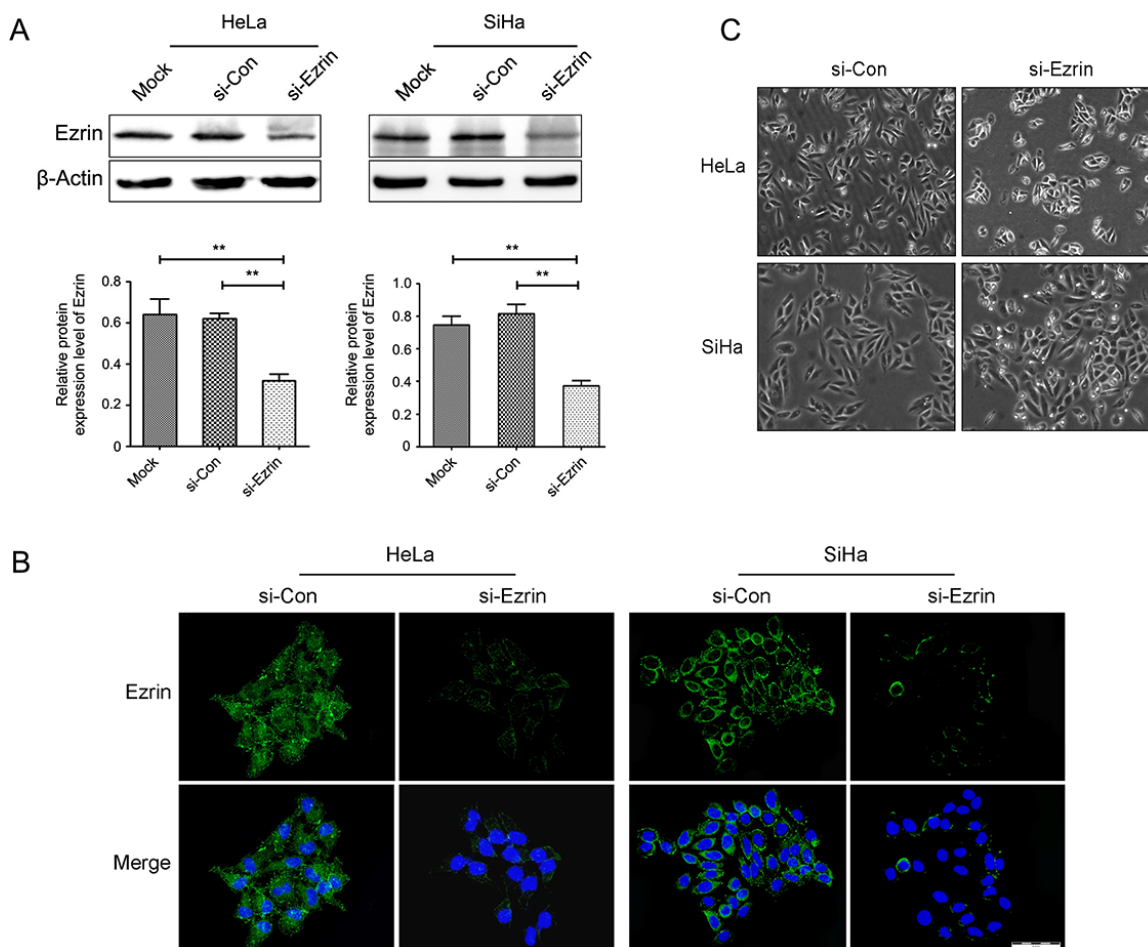 A
HeLa
SiHa
Mock
si-Con
si-Ezrin
Mock
si-Con
si-Ezrin
Ezrin
β-Actin
**
**
**
**
Relative protein
expression level of Ezrin
0.8
0.6
0.4
0.2
0
Mock
si-Con
si-Ezrin
Relative protein
expression level of Ezrin
1.0
0.8
0.6
0.4
0.2
0
Mock
si-Con
si-Ezrin
C
si-Con
si-Ezrin
HeLa
SiHa
B
HeLa
SiHa
si-Con
si-Ezrin
si-Con
si-Ezrin
Ezrin
Merge